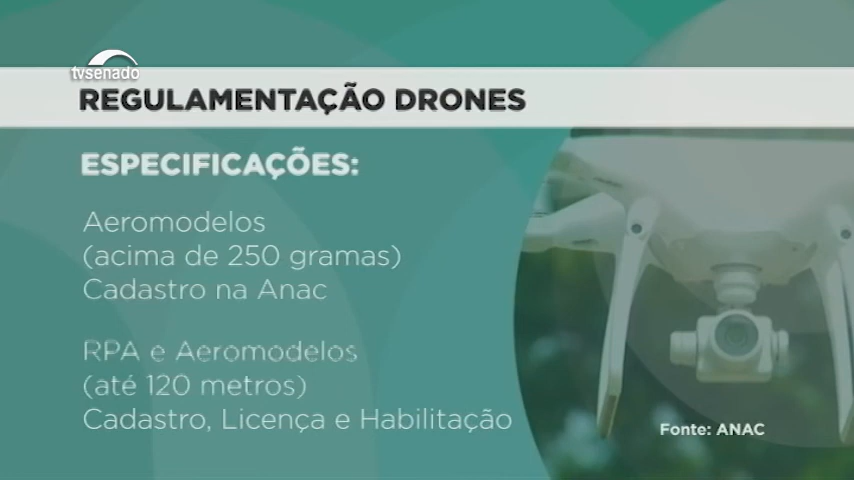 tvsenado
REGULAMENTAÇÃO DRONES
ESPECIFICAÇÕES:
Aeromodelos
(acima de 250 gramas)
Cadastro na Anac
RPA e Aeromodelos
(até 120 metros)
Cadastro, Licença e Habilitação
Fonte: ANAC